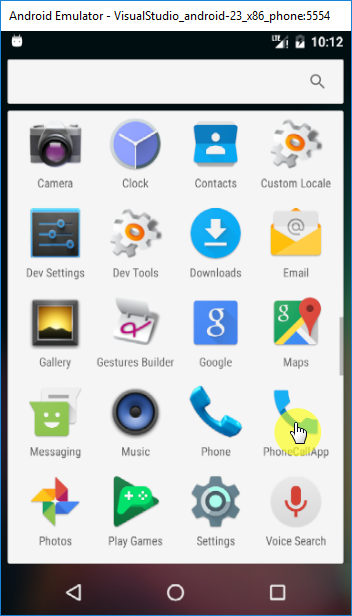 Android Emulator - VisualStudio_android-23_x86_phone:5554
LTE 10:12
Camera Clock Contacts Custom Locale
Dev Settings Dev Tools Downloads Email
Gallery Gestures Builder Google Maps
Messaging Music Phone PhoneCallApp
Photos Play Games Settings Voice Search